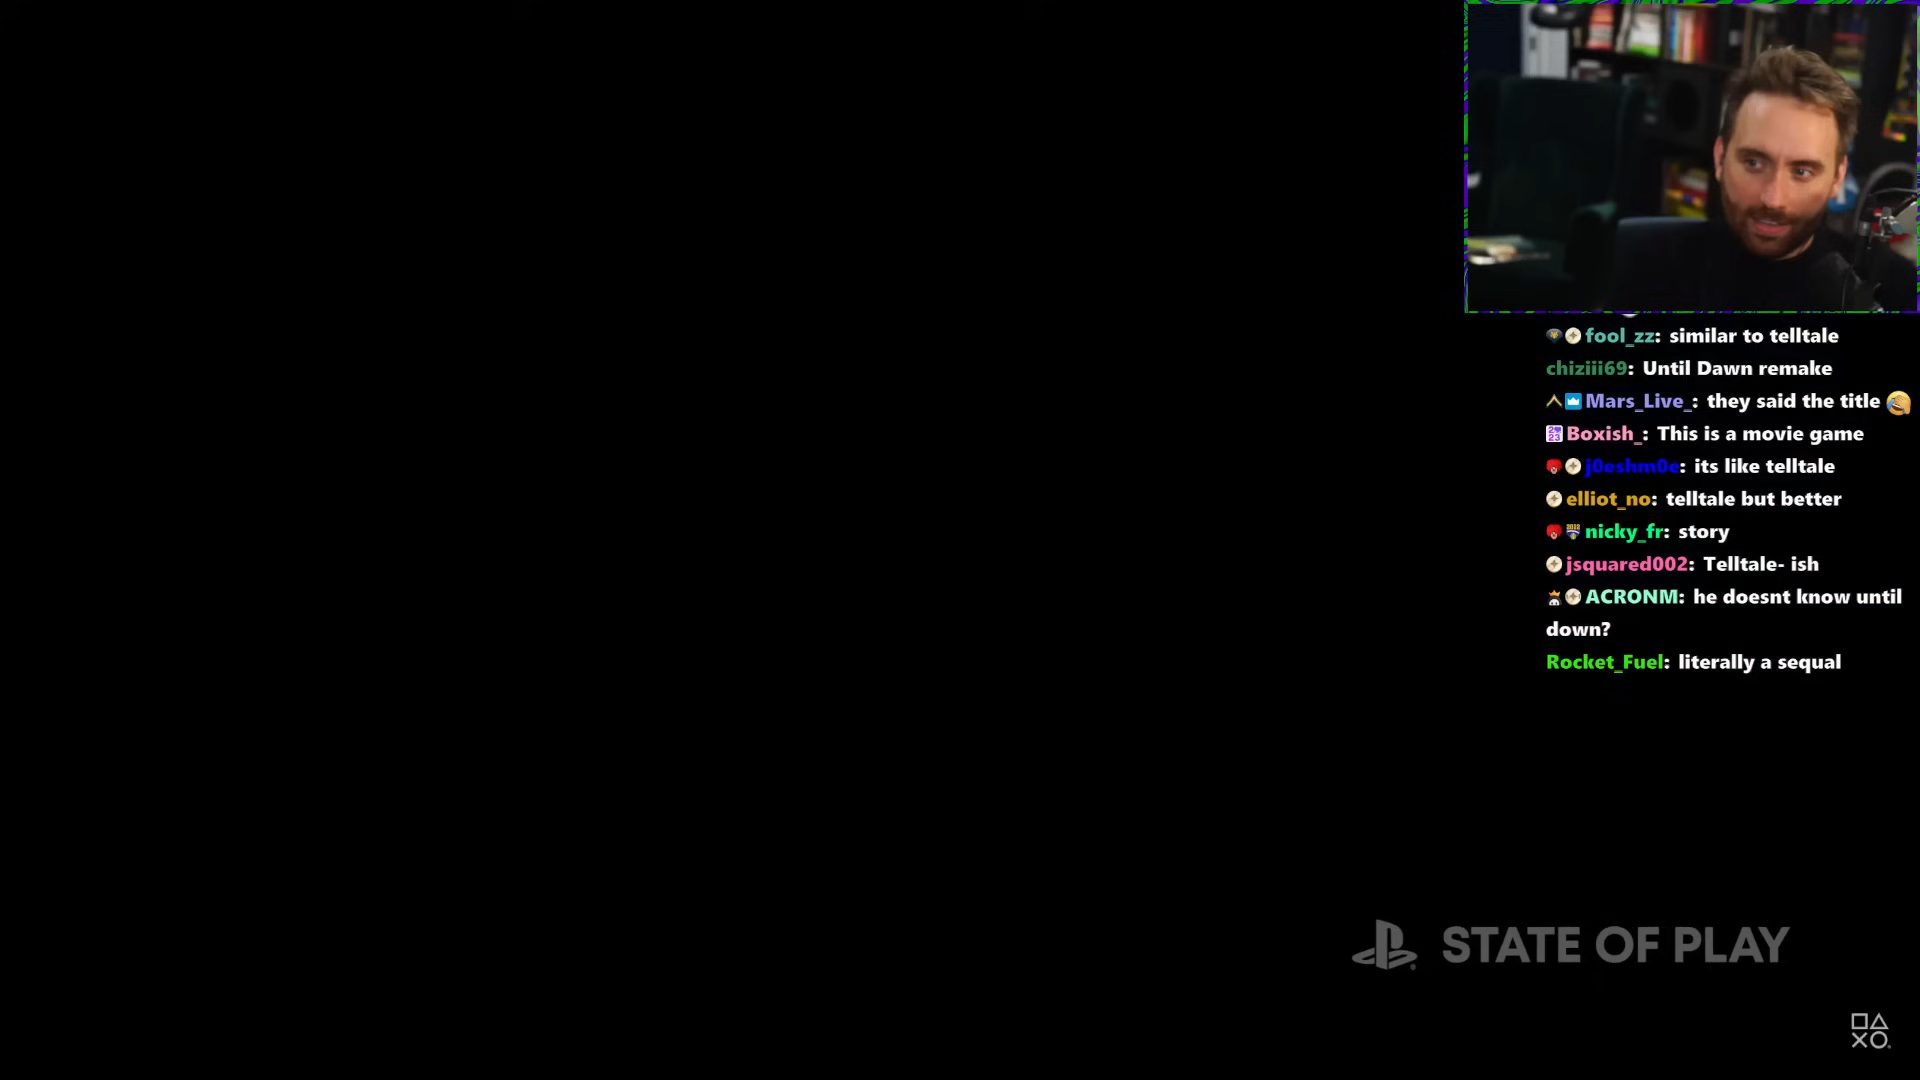 fool_zz: similar to telltale
chiziii69: Until Dawn remake
Mars_Live_: they said the title
Boxish_: This is a movie game
j0eshm0e: its like telltale
elliot_no: telltale but better
nicky_fr: story
jsquared002: Telltale- ish
ACRONM: he doesnt know until
down?
Rocket_Fuel: literally a sequal
STATE OF PLAY